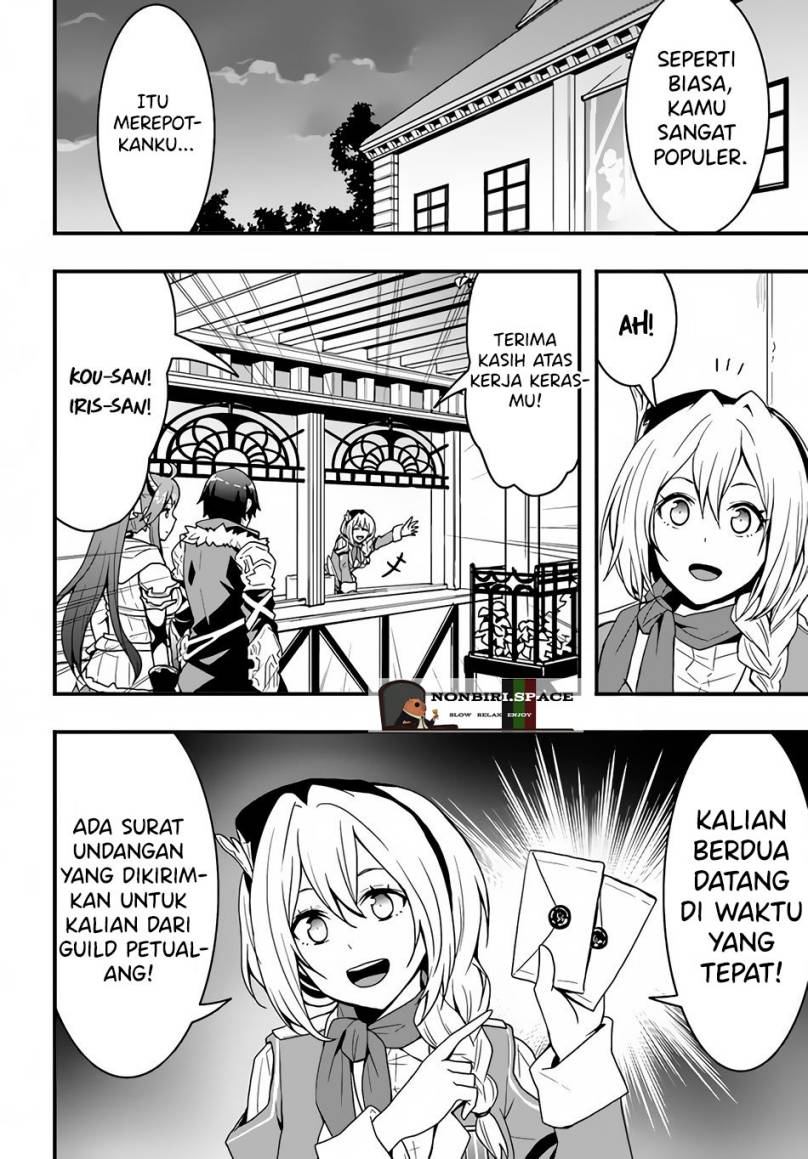 SEPERTI
BIASA,
KAMU
SANGAT
POPULER.
ITU
MEREPOT-
KANKU...
AH!
TERIMA
KASIH ATAS
KERJA KERAS-
MU!
KOU-SAN!
IRIS-SAN!
NONBIRI.SPACE
SLOW RELAX ENJOY
KALIAN
BERDUA
DATANG
DI WAKTU
YANG
TEPAT!
ADA SURAT
UNDANGAN
YANG DIKIRIM-
KAN UNTUK
KALIAN DARI
GUILD PETUAL-
ANG!